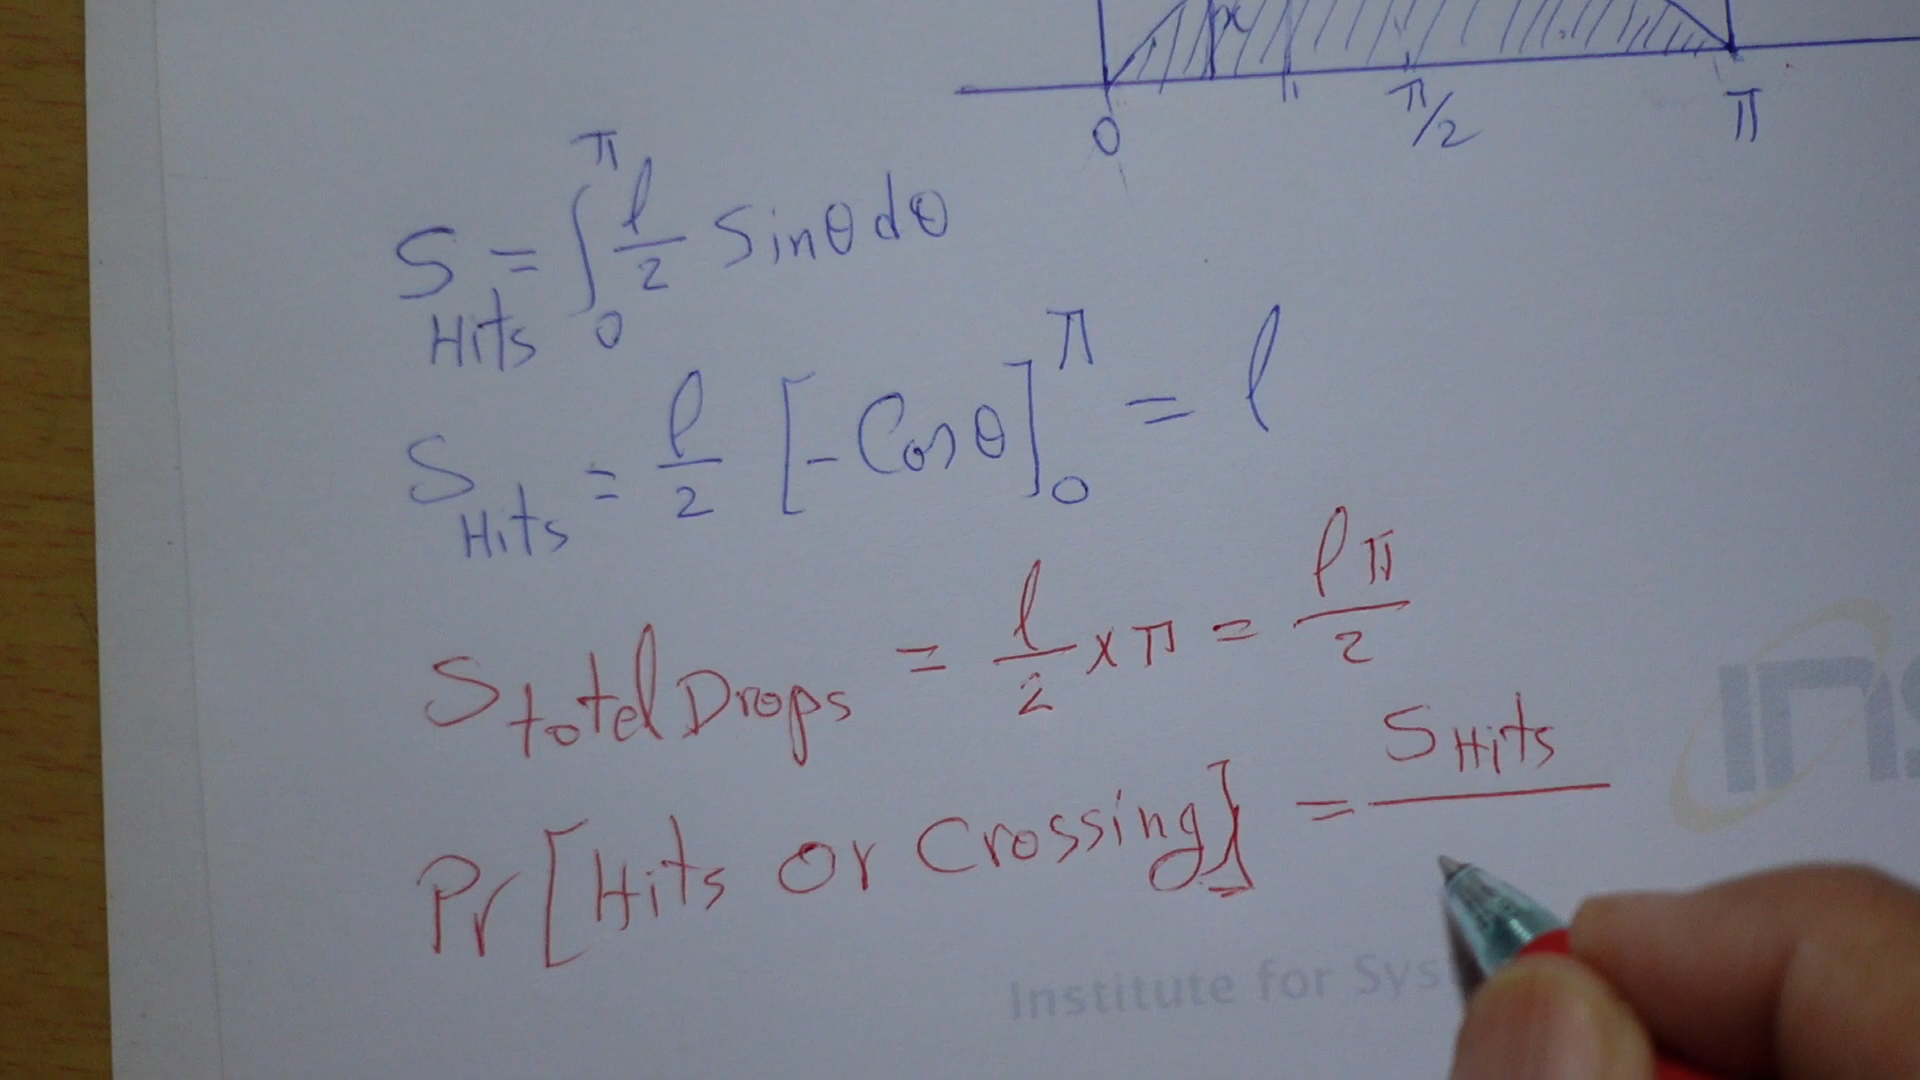 0 π/2 π
S Hits = ∫₀^π l/2 Sinθ dθ
S Hits = l/2 [-Cosθ]₀^π = l
S totel Drops = l/2 x π = lπ/2
Pr[Hits or Crossing] = S Hits /
Institute for Sys